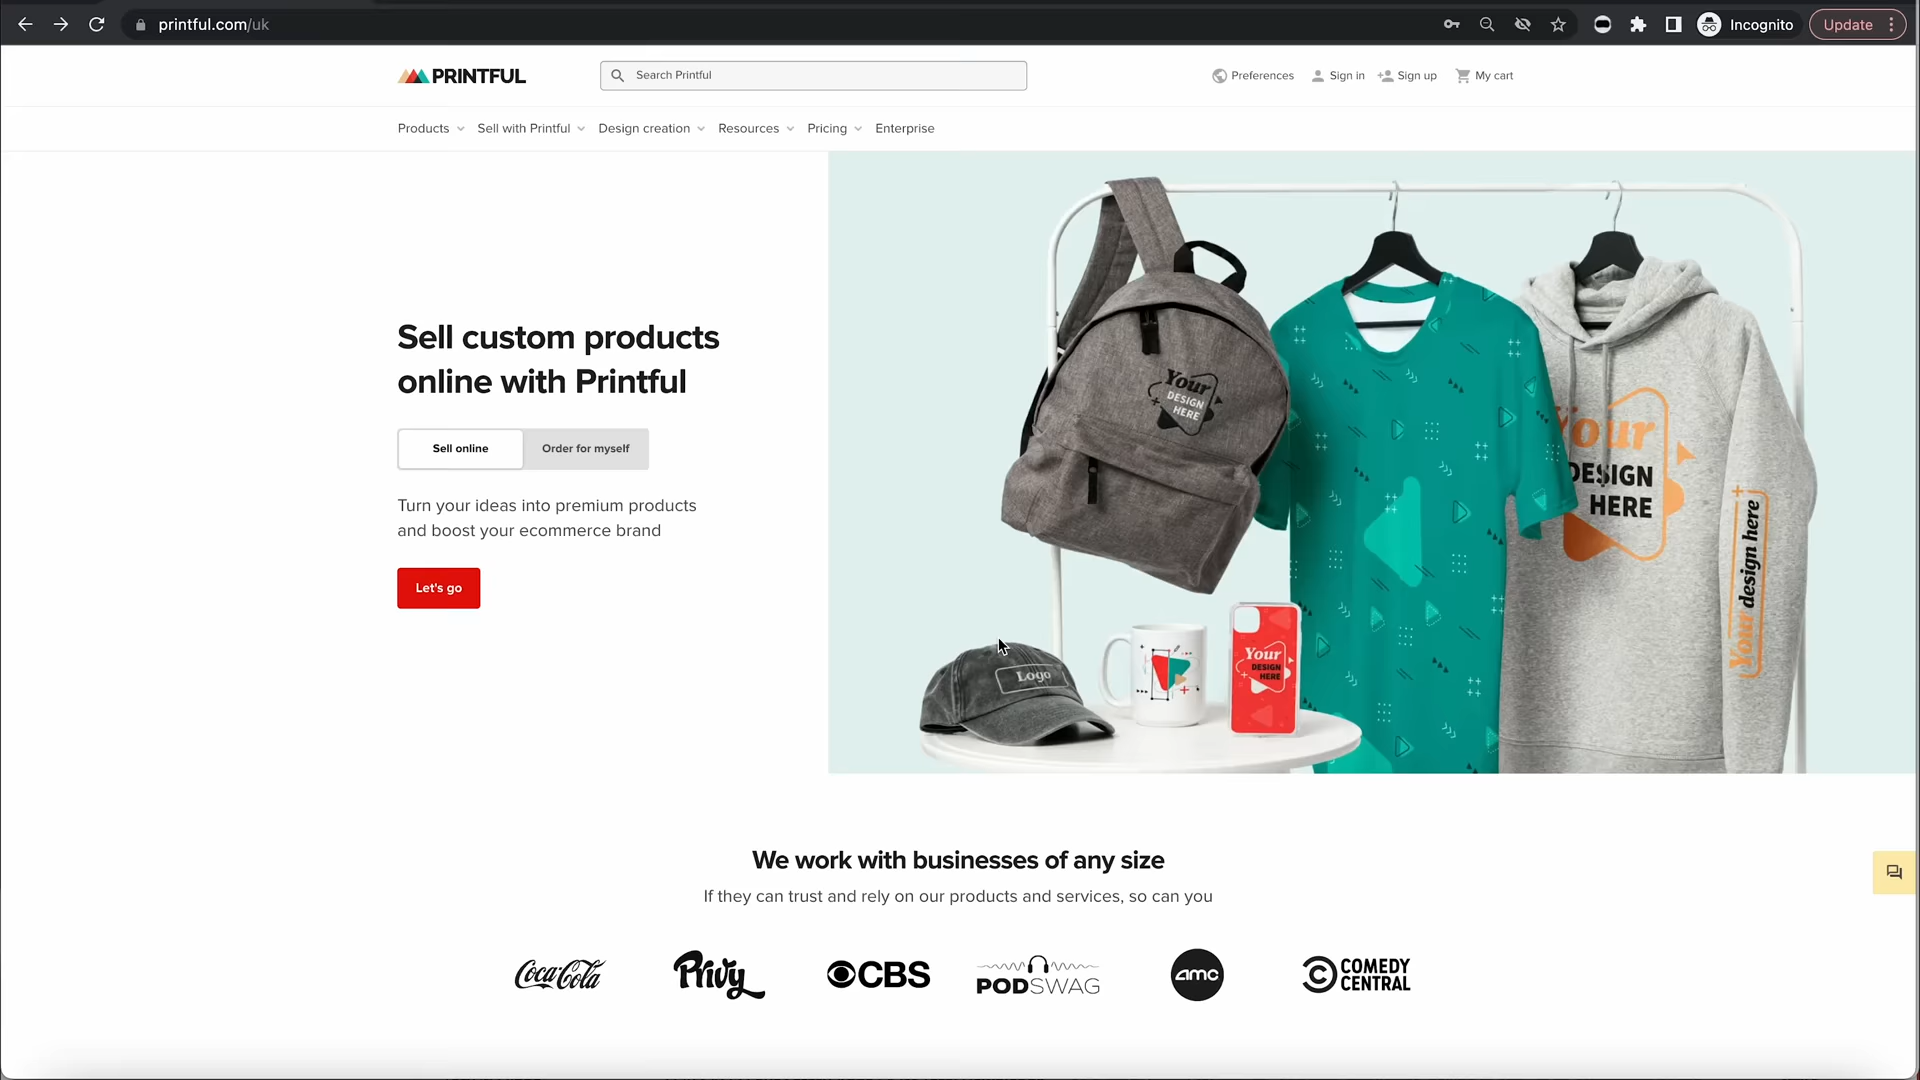 printful.com/uk
Incognito
Update
PRINTFUL
Search Printful
Preferences
Sign in
Sign up
My cart
Products
Sell with Printful
Design creation
Resources
Pricing
Enterprise
Sell custom products
online with Printful
Sell online
Order for myself
Turn your ideas into premium products
and boost your ecommerce brand
Let's go
Your
DESIGN
HERE
Your
DESIGN
HERE
Your design here
Logo
Your
DESIGN
HERE
We work with businesses of any size
If they can trust and rely on our products and services, so can you
Coca-Cola
Privy
CBS
PODSWAG
amc
COMEDY
CENTRAL